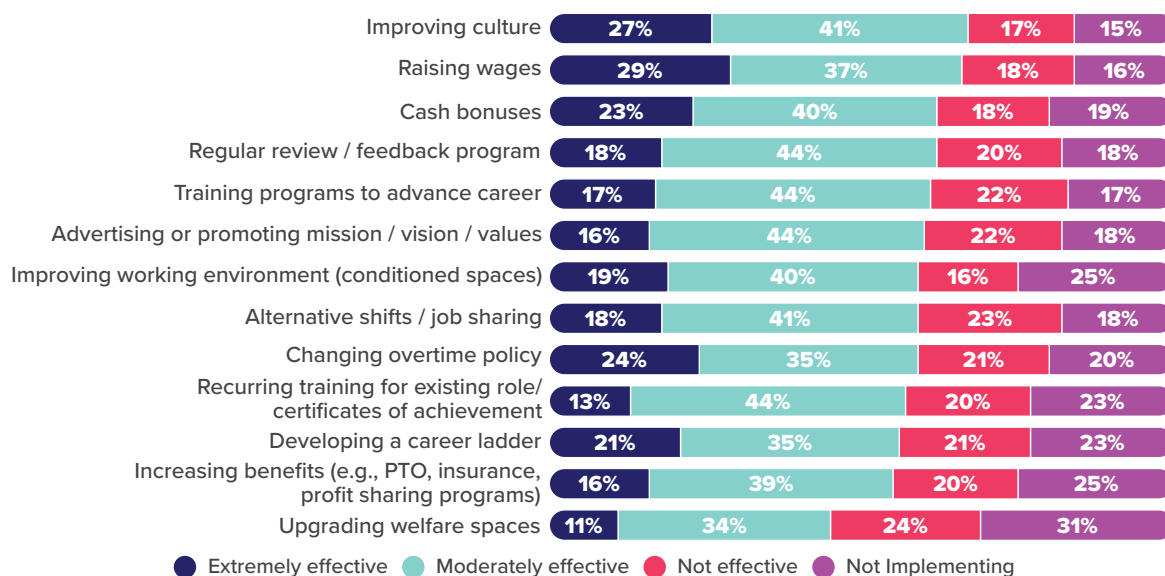 Improving culture 27% 41% 17% 15%
Raising wages 29% 37% 18% 16%
Cash bonuses 23% 40% 18% 19%
Regular review / feedback program 18% 44% 20% 18%
Training programs to advance career 17% 44% 22% 17%
Advertising or promoting mission / vision / values 16% 44% 22% 18%
Improving working environment (conditioned spaces) 19% 40% 16% 25%
Alternative shifts / job sharing 18% 41% 23% 18%
Changing overtime policy 24% 35% 21% 20%
Recurring training for existing role/
certificates of achievement 13% 44% 20% 23%
Developing a career ladder 21% 35% 21% 23%
Increasing benefits (e.g., PTO, insurance,
profit sharing programs) 16% 39% 20% 25%
Upgrading welfare spaces 11% 34% 24% 31%
Extremely effective Moderately effective Not effective Not Implementing